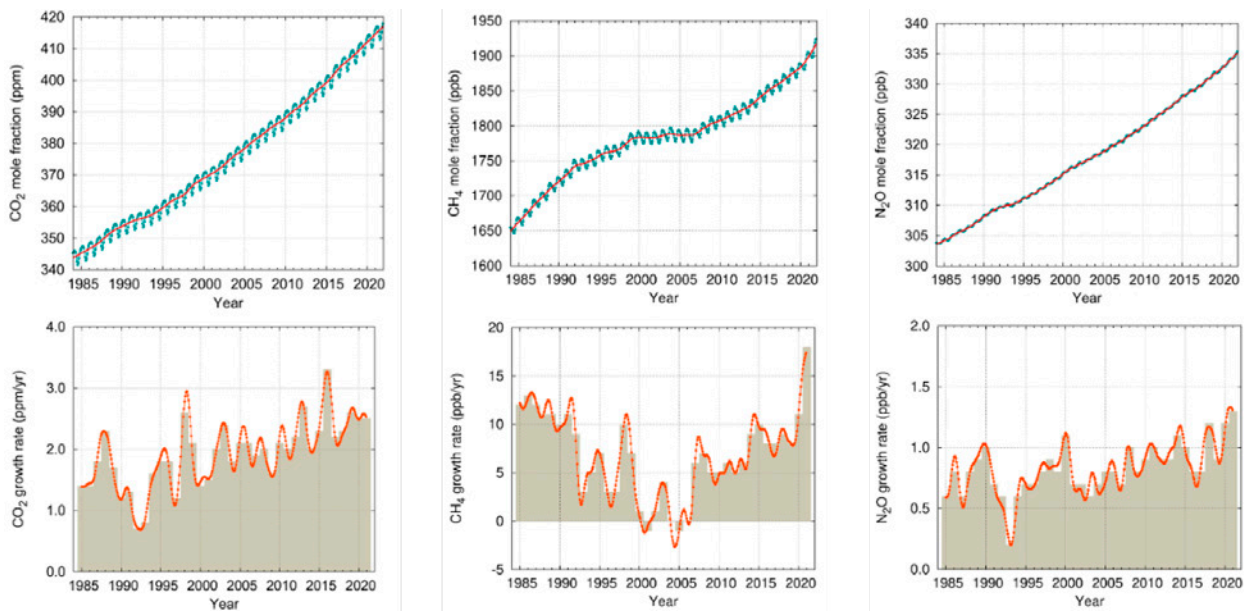 CO2 mole fraction (ppm)
420
410
400
390
380
370
360
350
340
1985 1990 1995 2000 2005 2010 2015 2020
Year
CH4 mole fraction (ppb)
1950
1900
1850
1800
1750
1700
1650
1600
1985 1990 1995 2000 2005 2010 2015 2020
Year
N2O mole fraction (ppb)
340
335
330
325
320
315
310
305
300
1985 1990 1995 2000 2005 2010 2015 2020
Year
CO2 growth rate (ppm/yr)
4.0
3.0
2.0
1.0
0.0
1985 1990 1995 2000 2005 2010 2015 2020
Year
CH4 growth rate (ppb/yr)
20
15
10
5
0
-5
1985 1990 1995 2000 2005 2010 2015 2020
Year
N2O growth rate (ppb/yr)
2.0
1.5
1.0
0.5
0.0
1985 1990 1995 2000 2005 2010 2015 2020
Year